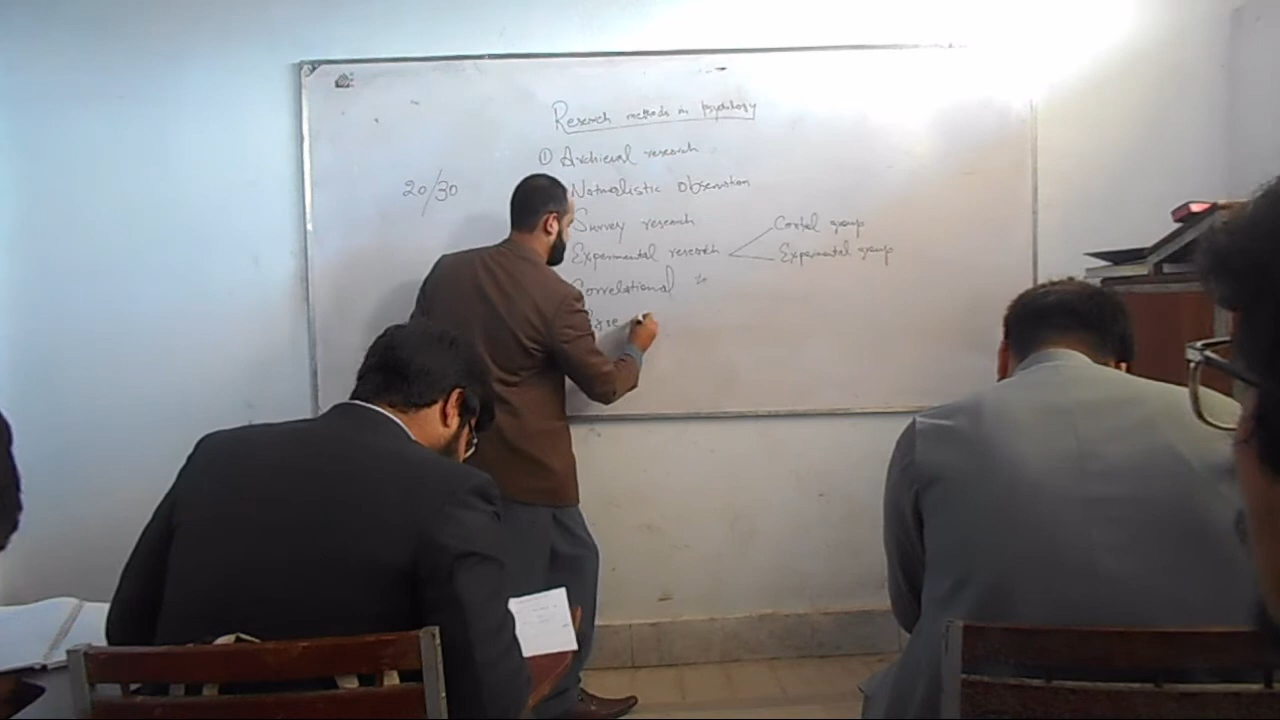 Research methods in psychology
① Archieval research
20/30
Natmalistic observation
Survey research
Control group
Experimental research
Experimental group
Correlational